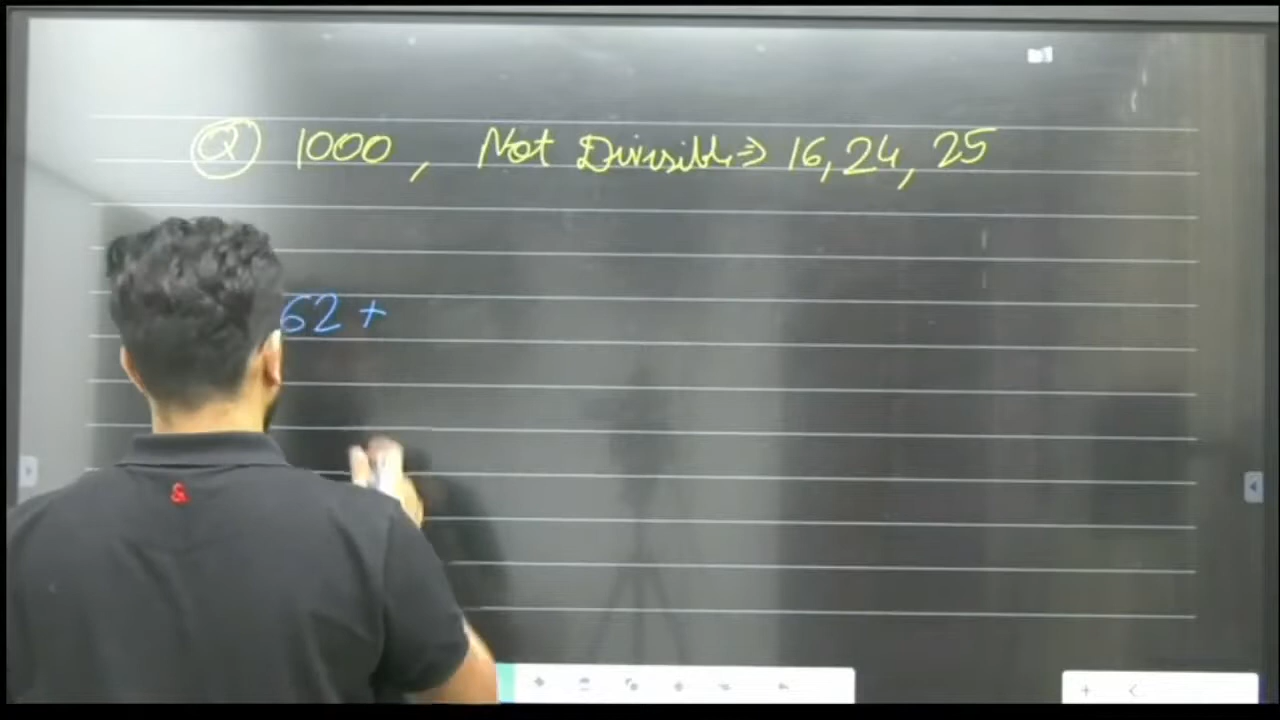 Q 1000, Not Divisible ⇒ 16, 24, 25
62 +